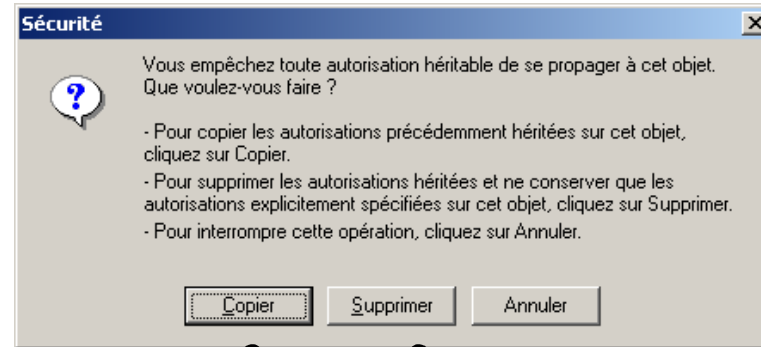 Sécurité
Vous empêchez toute autorisation héritable de se propager à cet objet.
Que voulez-vous faire ?
- Pour copier les autorisations précédemment héritées sur cet objet,
cliquez sur Copier.
- Pour supprimer les autorisations héritées et ne conserver que les
autorisations explicitement spécifiées sur cet objet, cliquez sur Supprimer.
- Pour interrompre cette opération, cliquez sur Annuler.
Copier Supprimer Annuler